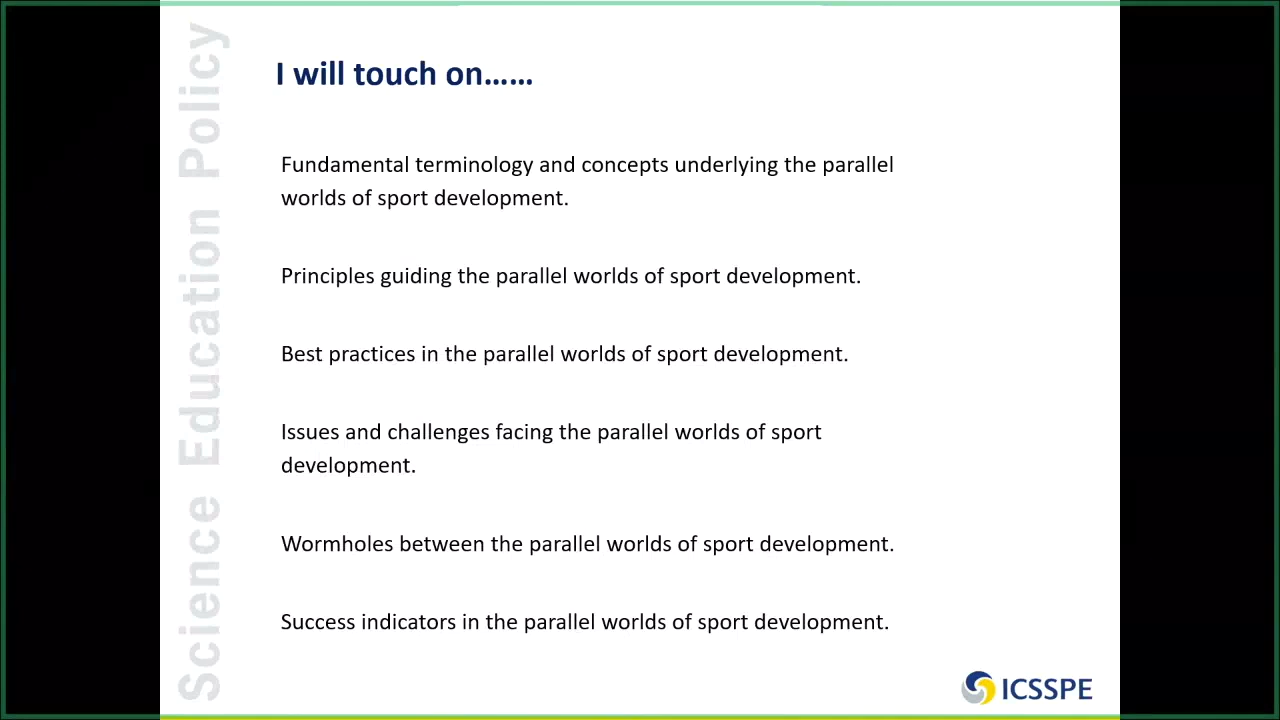 I will touch on……
Fundamental terminology and concepts underlying the parallel
worlds of sport development.
Principles guiding the parallel worlds of sport development.
Best practices in the parallel worlds of sport development.
Issues and challenges facing the parallel worlds of sport
development.
Wormholes between the parallel worlds of sport development.
Success indicators in the parallel worlds of sport development.
Science Education Policy
ICSSPE